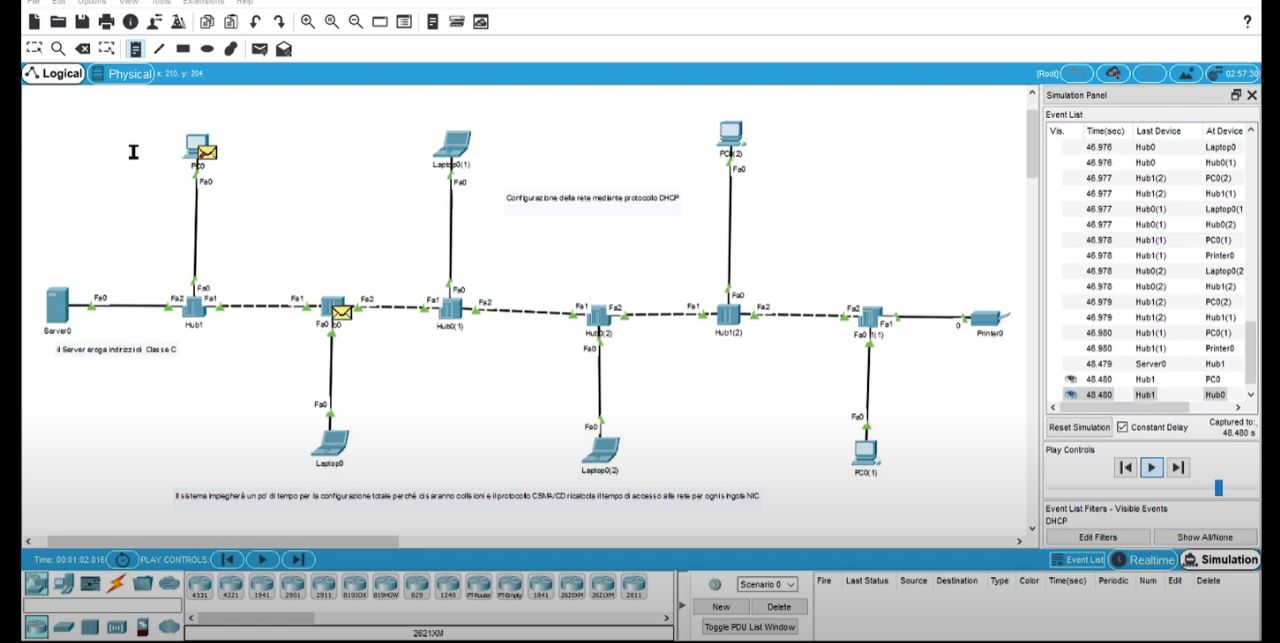 File Edit Options View Tools Extensions Help
?
Logical Physical x: 210, y: 204 [Root] 02:57:30
Simulation Panel
Event List
Vis. Time(sec) Last Device At Device
46.976 Hub0 Laptop0
46.976 Hub0 Hub0(1)
46.977 Hub1(2) PC0(2)
46.977 Hub1(2) Hub1(1)
46.977 Hub0(1) Laptop0(1
46.977 Hub0(1) Hub0(2)
46.978 Hub1(1) PC0(1)
46.978 Hub1(1) Printer0
46.978 Hub0(2) Laptop0(2
46.978 Hub0(2) Hub1(2)
46.979 Hub1(2) PC0(2)
46.979 Hub1(2) Hub1(1)
46.980 Hub1(1) PC0(1)
46.980 Hub1(1) Printer0
48.479 Server0 Hub1
48.480 Hub1 PC0
48.480 Hub1 Hub0
Reset Simulation Constant Delay Captured to:
48.480 s
Play Controls
Event List Filters - Visible Events
DHCP
Edit Filters Show All/None
PC0
Fa0
Laptop0(1)
Fa0
PC0(2)
Fa0
Configurazione della rete mediante protocollo DHCP
Fa0 Fa0 Fa0
Server0 Fa0 Fa2 Fa1 Hub1
Fa1 Fa2 Fa0
Fa1 Fa2 Hub0(1)
Fa1 Fa2 Hub0(2) Fa0
Fa1 Fa2 Hub1(2)
Fa2 Fa1 Fa0
0 Printer0
il Server eroga indirizzi di Classe C
Fa0 Laptop0
Fa0 Laptop0(2)
Fa0 PC0(1)
Il sistema impiegherà un po' di tempo per la configurazione totale perché ci saranno collisioni e il protocollo CSMA/CD ricalcola il tempo di accesso alla rete per ogni singola NIC
Time: 00:01:02.016 PLAY CONTROLS: Event List Realtime Simulation
4331 4321 1941 2901 2911 819IOX 819HGW 829 1240 PT-Router PT-Empty 1841 2620XM 2621XM 2811
2621XM
Scenario 0
New Delete
Toggle PDU List Window
Fire Last Status Source Destination Type Color Time(sec) Periodic Num Edit Delete